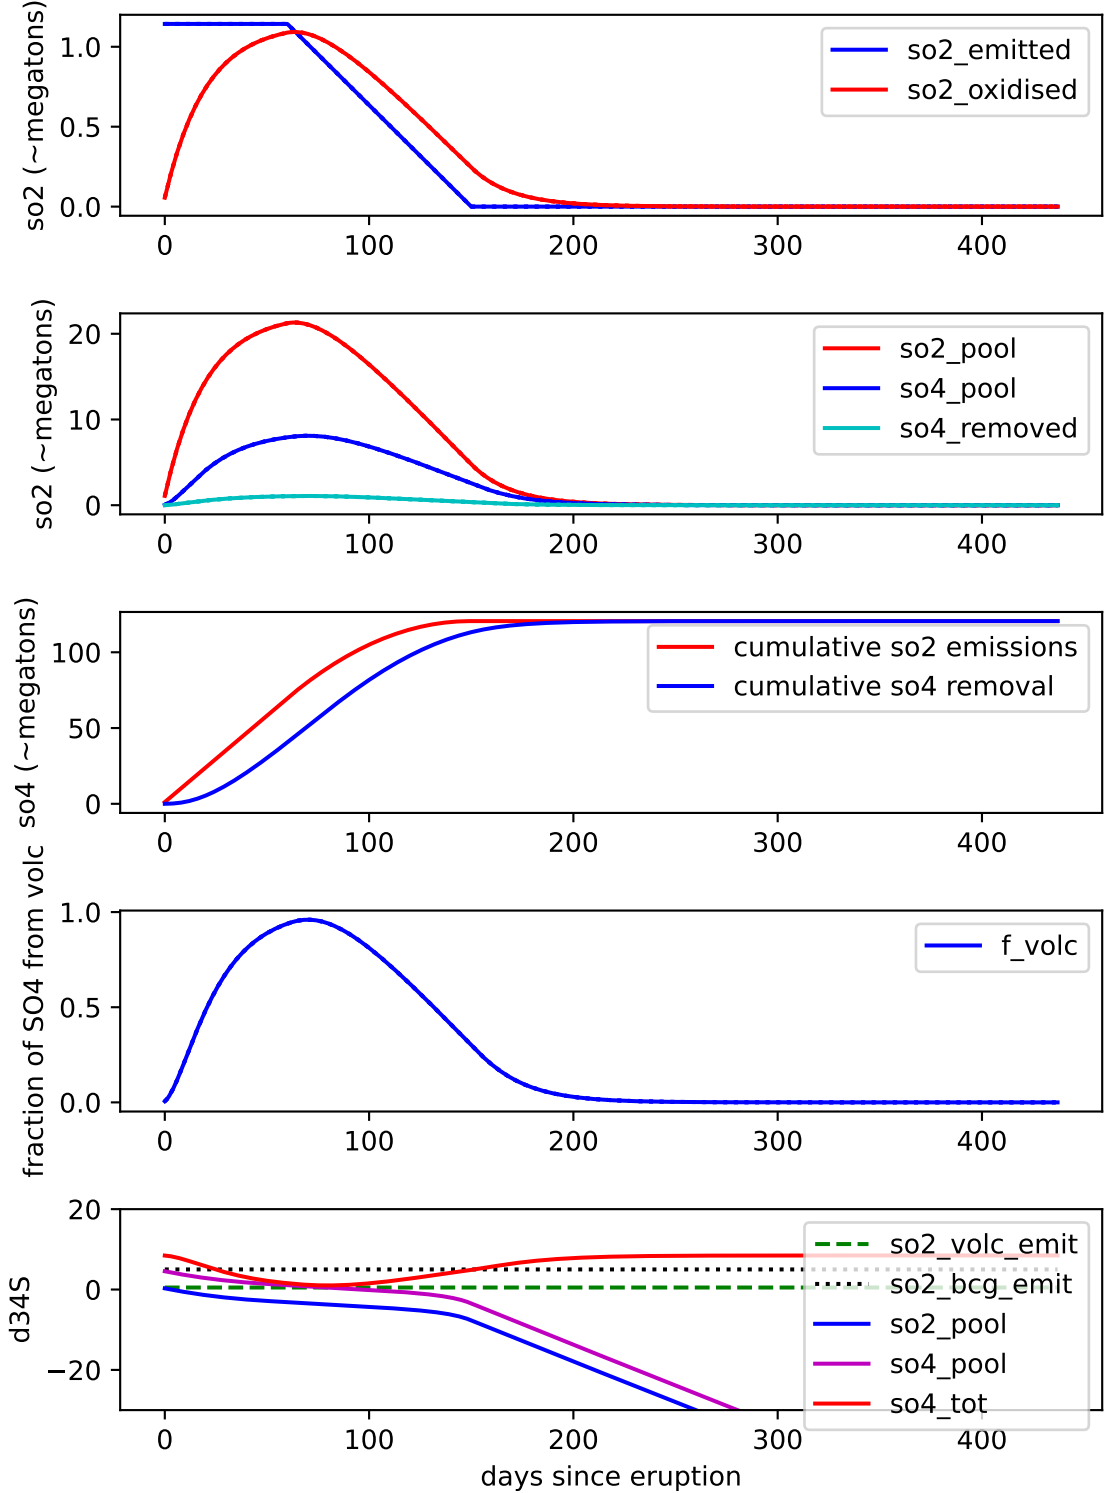 so2 (~megatons)
1.0
0.5
0.0
so2_emitted
so2_oxidised
0 100 200 300 400
so2 (~megatons)
20
10
0
so2_pool
so4_pool
so4_removed
0 100 200 300 400
so4 (~megatons)
100
50
0
cumulative so2 emissions
cumulative so4 removal
0 100 200 300 400
fraction of SO4 from volc
1.0
0.5
0.0
f_volc
0 100 200 300 400
d34S
20
0
−20
so2_volc_emit
so2_bcg_emit
so2_pool
so4_pool
so4_tot
0 100 200 300 400
days since eruption